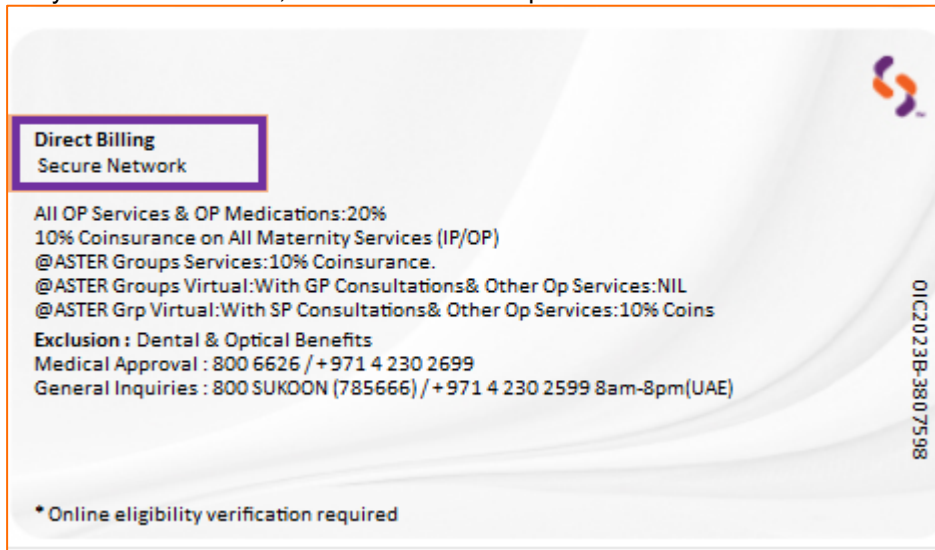 Direct Billing
Secure Network
All OP Services & OP Medications:20%
10% Coinsurance on All Maternity Services (IP/OP)
@ASTER Groups Services:10% Coinsurance.
@ASTER Groups Virtual:With GP Consultations& Other Op Services:NIL
@ASTER Grp Virtual:With SP Consultations& Other Op Services:10% Coins
Exclusion : Dental & Optical Benefits
Medical Approval : 800 6626 / +971 4 230 2699
General Inquiries : 800 SUKOON (785666) / +971 4 230 2599 8am-8pm(UAE)
OIC2023B-3807598
* Online eligibility verification required